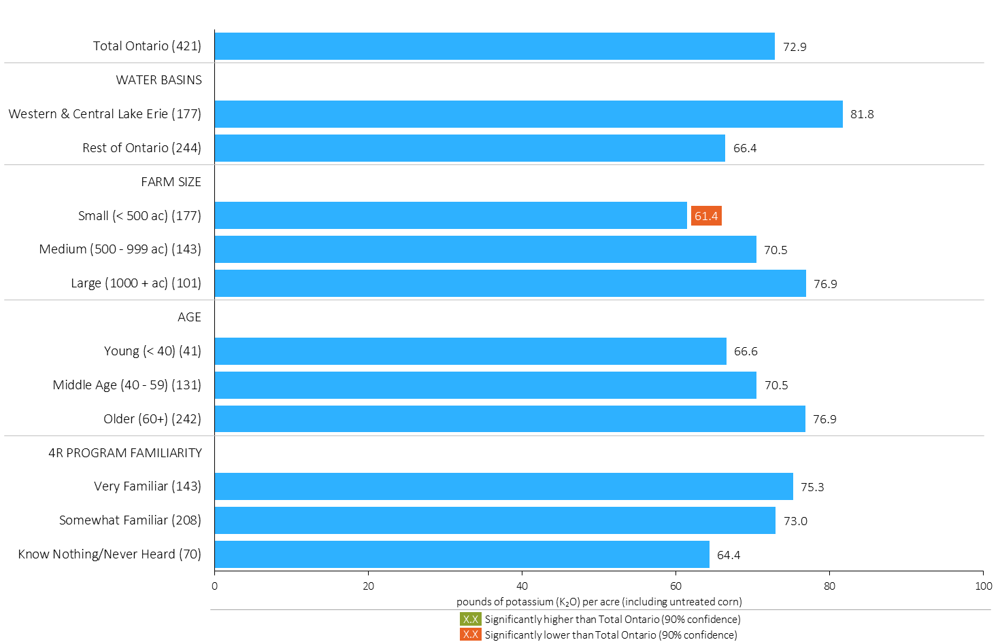 Total Ontario (421) 72.9
WATER BASINS
Western & Central Lake Erie (177) 81.8
Rest of Ontario (244) 66.4
FARM SIZE
Small (< 500 ac) (177) 61.4
Medium (500 - 999 ac) (143) 70.5
Large (1000 + ac) (101) 76.9
AGE
Young (< 40) (41) 66.6
Middle Age (40 - 59) (131) 70.5
Older (60+) (242) 76.9
4R PROGRAM FAMILIARITY
Very Familiar (143) 75.3
Somewhat Familiar (208) 73.0
Know Nothing/Never Heard (70) 64.4
0 20 40 60 80 100
pounds of potassium (K₂O) per acre (including untreated corn)
X.X Significantly higher than Total Ontario (90% confidence)
X.X Significantly lower than Total Ontario (90% confidence)